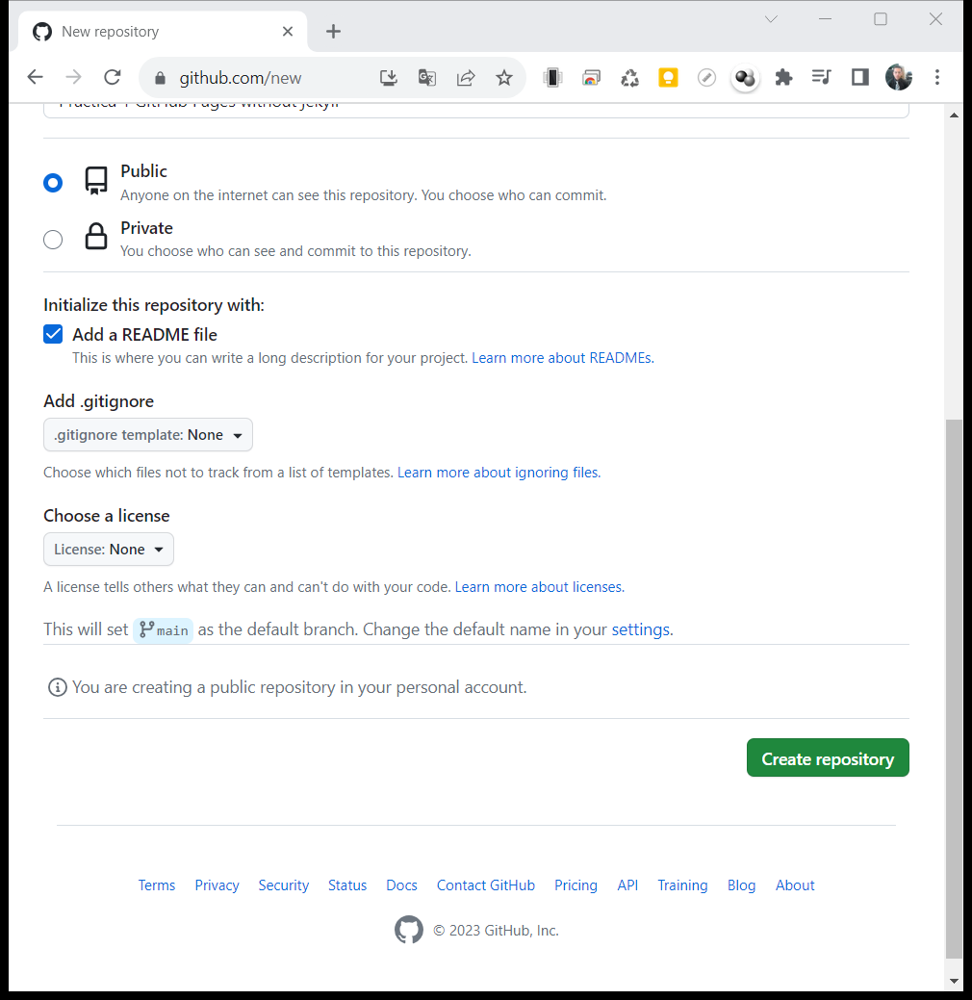 New repository
github.com/new
Practica 4 GitHub Pages without Jekyll
Public
Anyone on the internet can see this repository. You choose who can commit.
Private
You choose who can see and commit to this repository.
Initialize this repository with:
Add a README file
This is where you can write a long description for your project. Learn more about READMEs.
Add .gitignore
.gitignore template: None
Choose which files not to track from a list of templates. Learn more about ignoring files.
Choose a license
License: None
A license tells others what they can and can't do with your code. Learn more about licenses.
This will set main as the default branch. Change the default name in your settings.
You are creating a public repository in your personal account.
Create repository
Terms Privacy Security Status Docs Contact GitHub Pricing API Training Blog About
© 2023 GitHub, Inc.